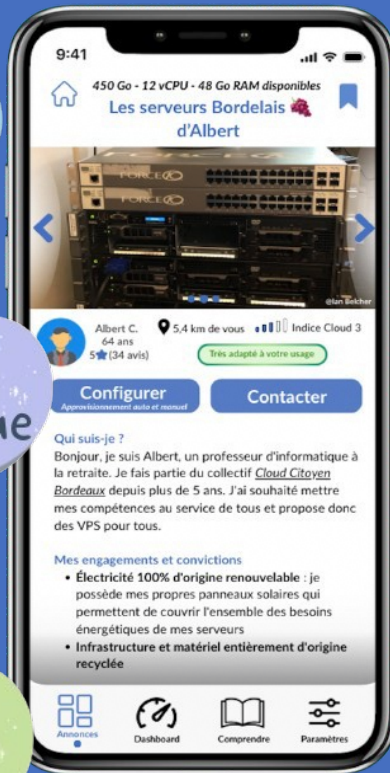 9:41
450 Go - 12 vCPU - 48 Go RAM disponibles
Les serveurs Bordelais
d'Albert
FORCE10
FORCE10
@Ian Belcher
Albert C.
64 ans
5 (34 avis)
5,4 km de vous
Indice Cloud 3
Très adapté à votre usage
Configurer
Approvisionnement auto et manuel
Contacter
ue
Qui suis-je ?
Bonjour, je suis Albert, un professeur d'informatique à
la retraite. Je fais partie du collectif Cloud Citoyen
Bordeaux depuis plus de 5 ans. J'ai souhaité mettre
mes compétences au service de tous et propose donc
des VPS pour tous.
Mes engagements et convictions
• Électricité 100% d'origine renouvelable : je
possède mes propres panneaux solaires qui
permettent de couvrir l'ensemble des besoins
énergétiques de mes serveurs
• Infrastructure et matériel entièrement d'origine
recyclée
Annonces
Dashboard
Comprendre
Paramètres